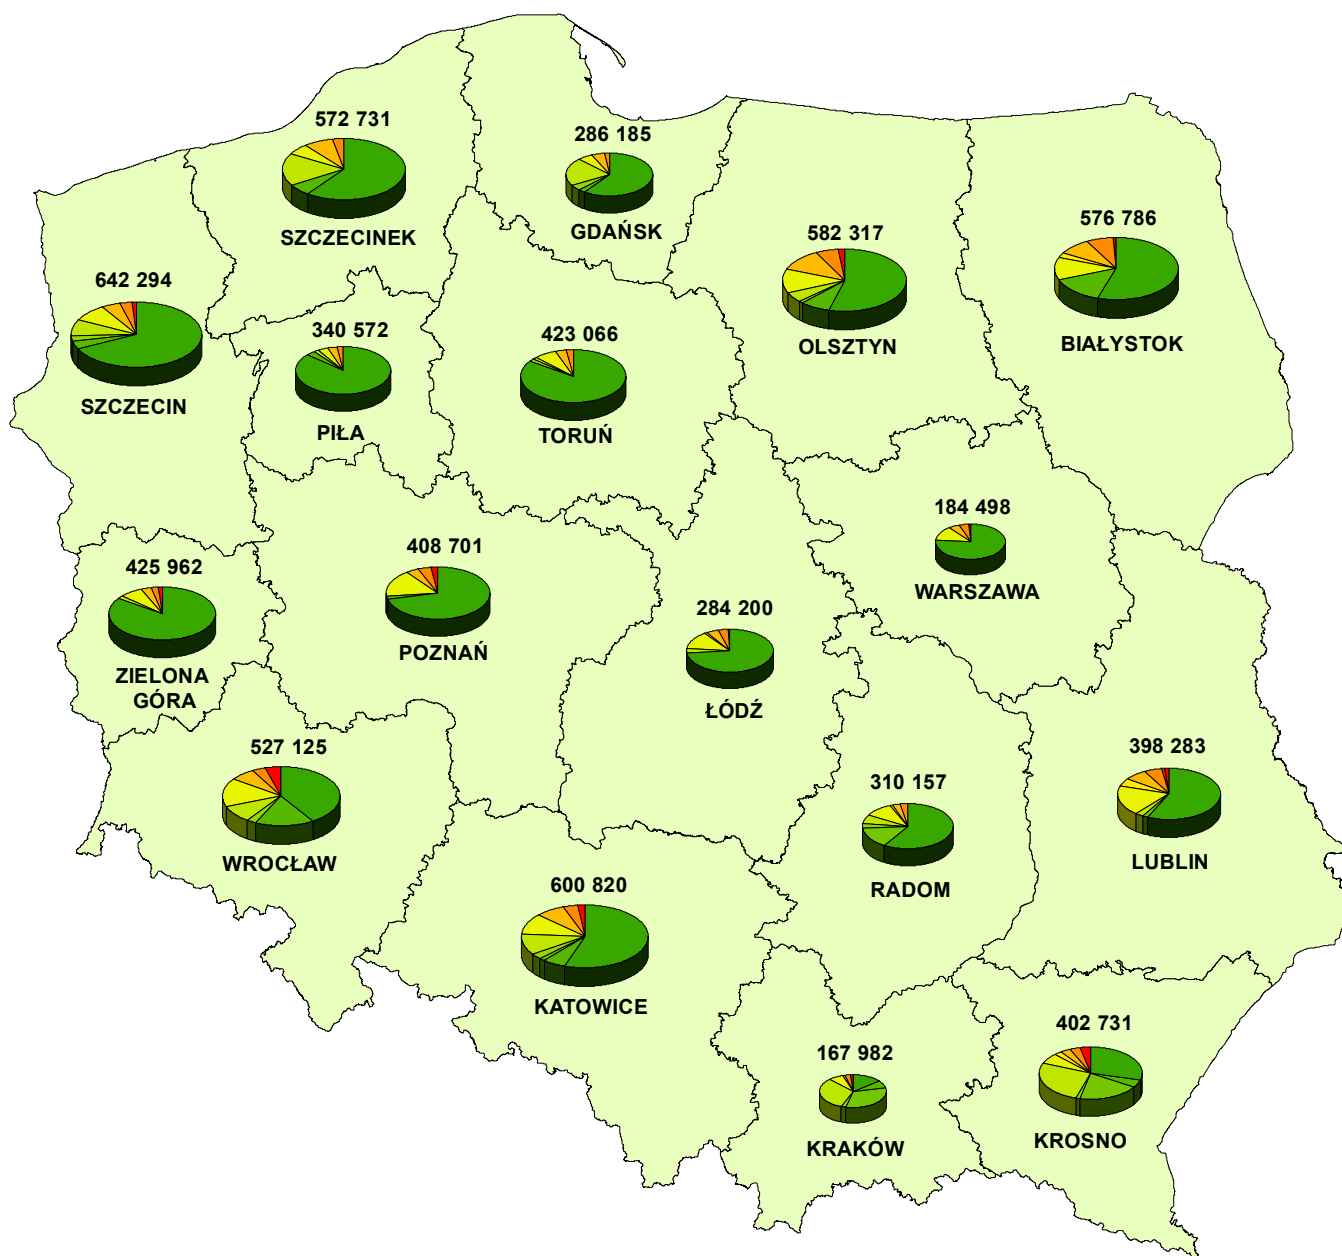 572 731
SZCZECINEK
286 185
GDAŃSK
582 317
OLSZTYN
576 786
BIAŁYSTOK
642 294
SZCZECIN
340 572
PIŁA
423 066
TORUŃ
184 498
WARSZAWA
425 962
ZIELONA
GÓRA
408 701
POZNAŃ
284 200
ŁÓDŹ
527 125
WROCŁAW
310 157
RADOM
398 283
LUBLIN
600 820
KATOWICE
167 982
KRAKÓW
402 731
KROSNO